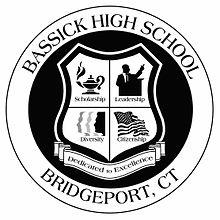 BASSICK HIGH SCHOOL
Scholarship Leadership
Diversity Citizenship
Dedicated to Excellence
BRIDGEPORT, CT